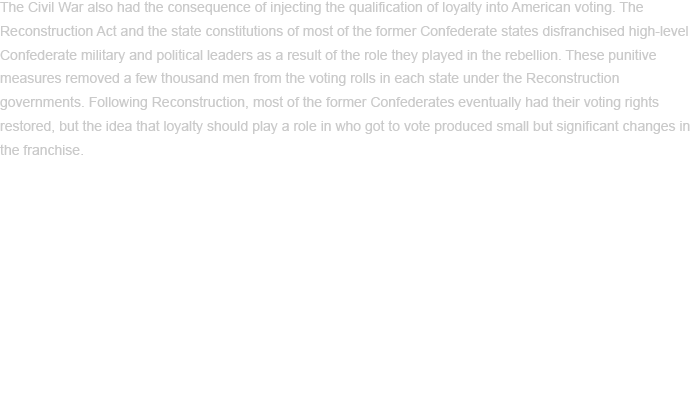 The Civil War also had the consequence of injecting the qualification of loyalty into American voting. The
Reconstruction Act and the state constitutions of most of the former Confederate states disfranchised high-level
Confederate military and political leaders as a result of the role they played in the rebellion. These punitive
measures removed a few thousand men from the voting rolls in each state under the Reconstruction
governments. Following Reconstruction, most of the former Confederates eventually had their voting rights
restored, but the idea that loyalty should play a role in who got to vote produced small but significant changes in
the franchise.